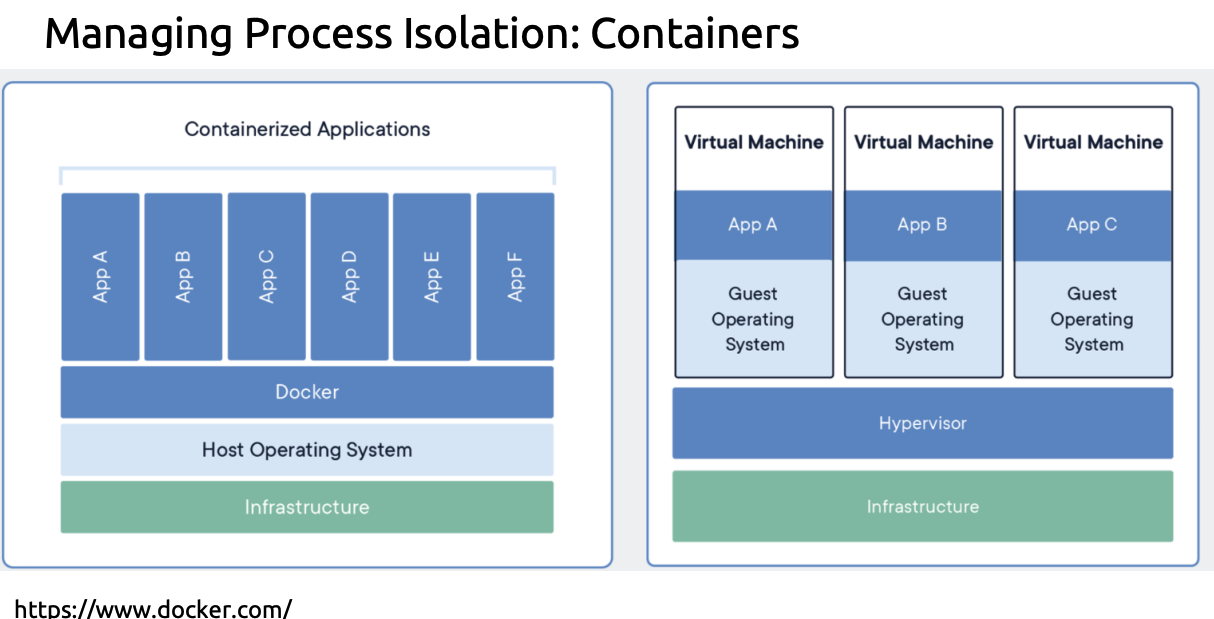 Managing Process Isolation: Containers
Containerized Applications
App A
App B
App C
App D
App E
App F
Docker
Host Operating System
Infrastructure
Virtual Machine
App A
Guest
Operating
System
Virtual Machine
App B
Guest
Operating
System
Virtual Machine
App C
Guest
Operating
System
Hypervisor
Infrastructure
https://www.docker.com/